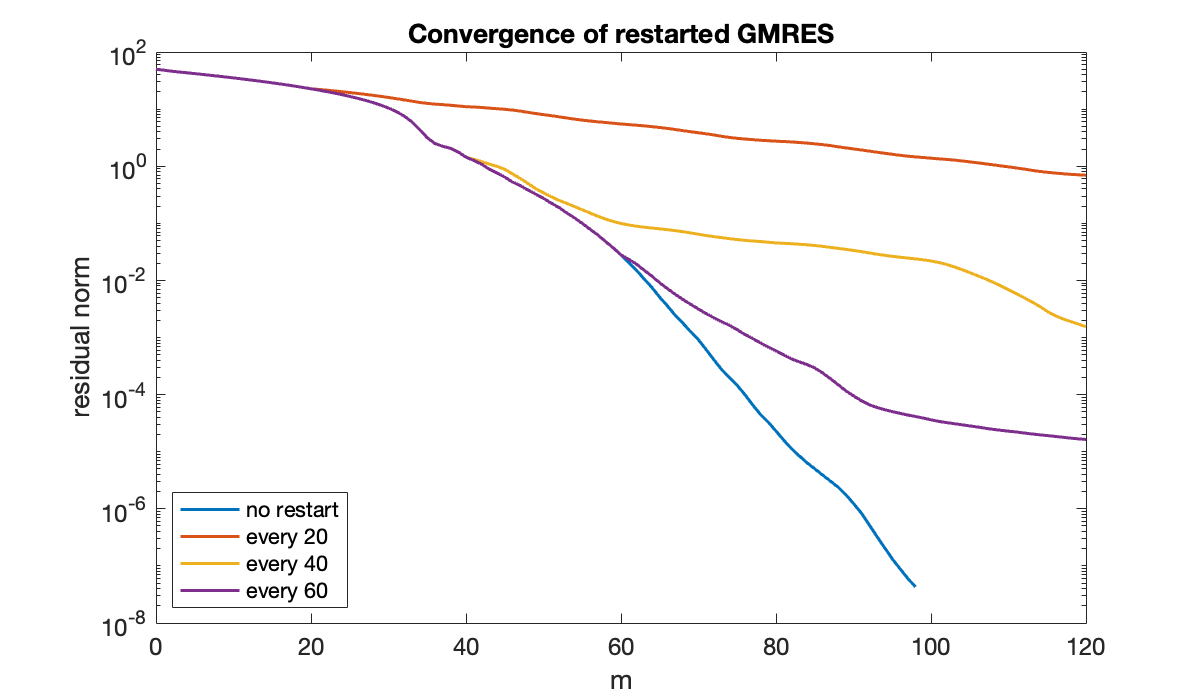 Convergence of restarted GMRES
10^2
10^0
10^-2
10^-4
10^-6
10^-8
residual norm
no restart
every 20
every 40
every 60
0 20 40 60 80 100 120
m